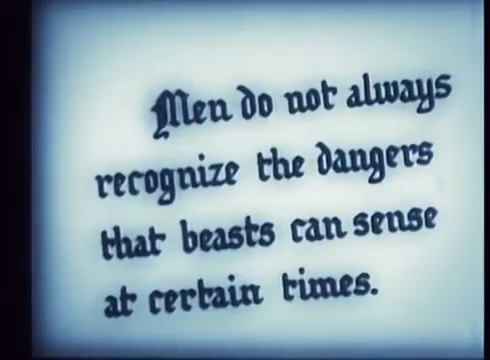 Men do not always
recognize the dangers
that beasts can sense
at certain times.